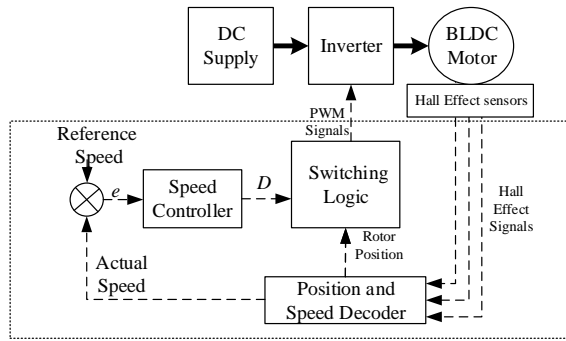 DC
Supply
Inverter
BLDC
Motor
Hall Effect sensors
PWM
Signals
Reference
Speed
e
Speed
Controller
D
Switching
Logic
Hall
Effect
Signals
Rotor
Position
Actual
Speed
Position and
Speed Decoder